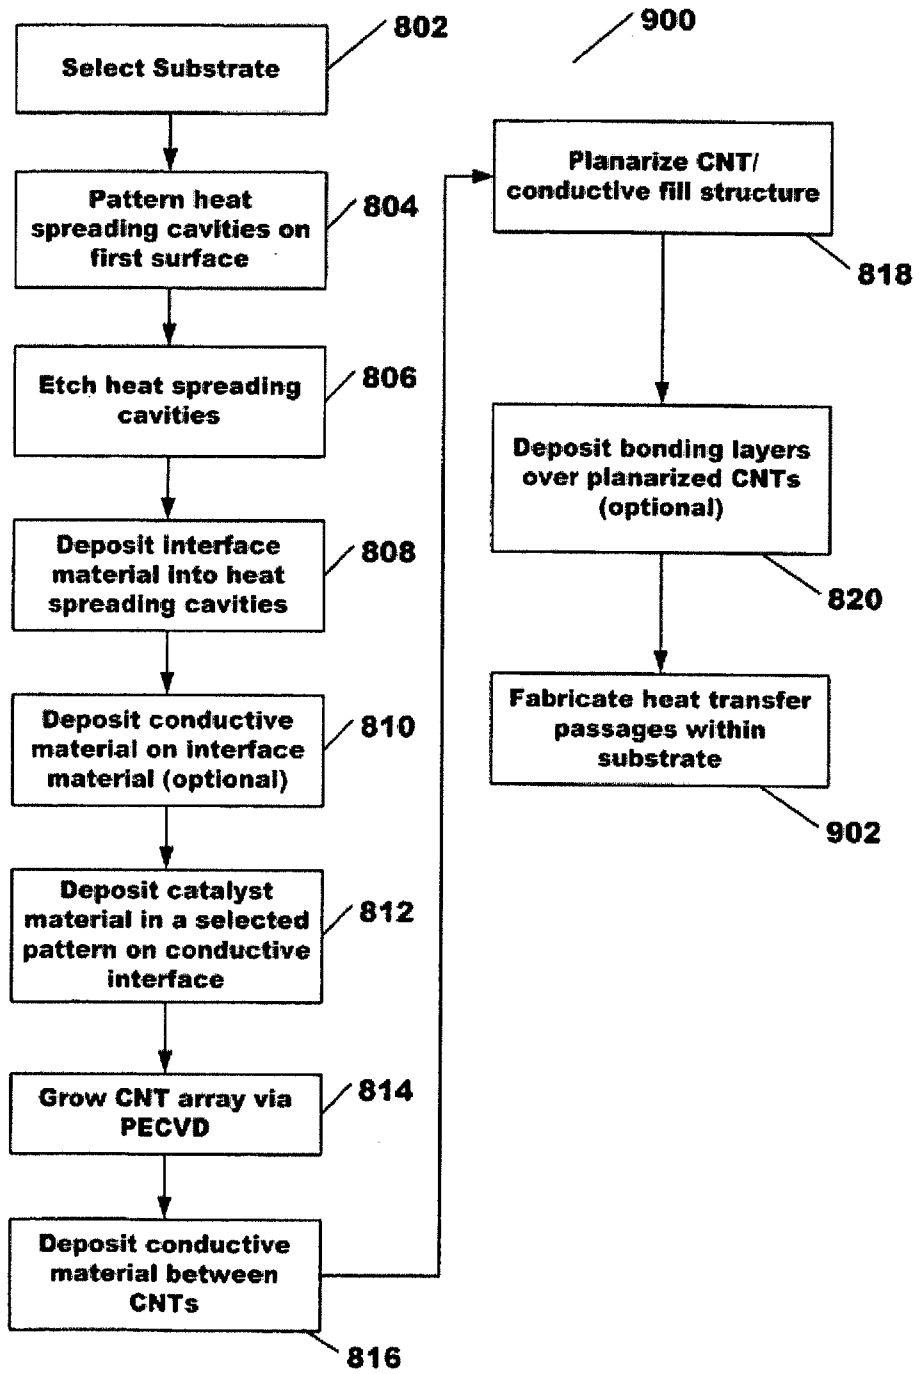 802
Select Substrate
Pattern heat
spreading cavities on
first surface
804
Etch heat spreading
cavities
806
Deposit interface
material into heat
spreading cavities
808
Deposit conductive
material on interface
material (optional)
810
Deposit catalyst
material in a selected
pattern on conductive
interface
812
Grow CNT array via
PECVD
814
Deposit conductive
material between
CNTs
816
900
Planarize CNT/
conductive fill structure
818
Deposit bonding layers
over planarized CNTs
(optional)
820
Fabricate heat transfer
passages within
substrate
902